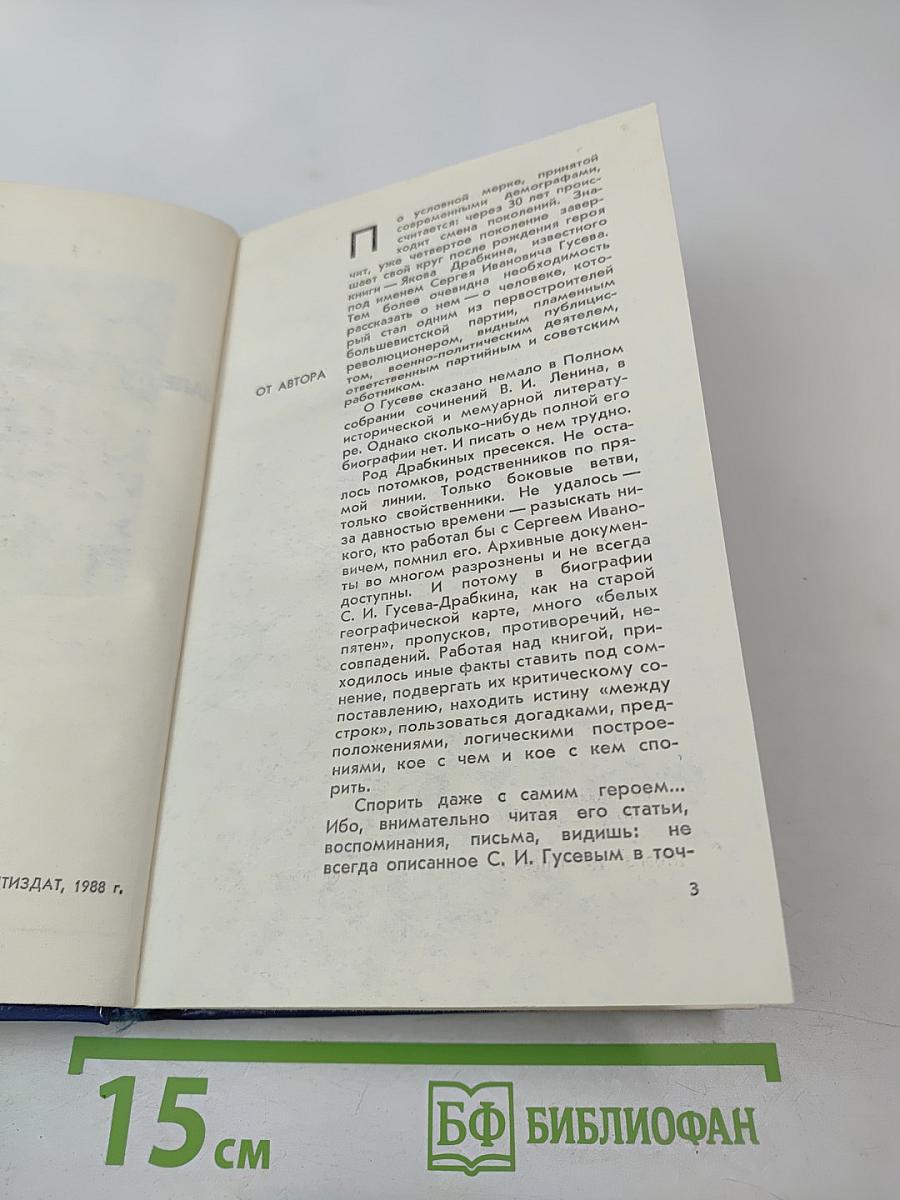 ОТ АВТОРА
По условной мерке, принятой
современными демографами,
считается: через 30 лет проис-
ходит смена поколений. Зна-
чит, уже четвертое поколение завер-
шает свой круг после рождения героя
книги — Якова Драбкина, известного
под именем Сергея Ивановича Гусева.
Тем более очевидна необходимость
рассказать о нем — о человеке, кото-
рый стал одним из первостроителей
большевистской партии, пламенным
революционером, видным публицис-
том, военно-политическим деятелем,
ответственным партийным и советским
работником.
О Гусеве сказано немало в Полном
собрании сочинений В. И. Ленина, в
исторической и мемуарной литерату-
ре. Однако сколько-нибудь полной его
биографии нет. И писать о нем трудно.
Род Драбкиных пресекся. Не оста-
лось потомков, родственников по пря-
мой линии. Только боковые ветви,
только свойственники. Не удалось —
за давностью времени — разыскать ни-
кого, кто работал бы с Сергеем Ивано-
вичем, помнил его. Архивные докумен-
ты во многом разрознены и не всегда
доступны. И потому в биографии
С. И. Гусева-Драбкина, как на старой
географической карте, много «белых
пятен», пропусков, противоречий, не-
совпадений. Работая над книгой, при-
ходилось иные факты ставить под сом-
нение, подвергать их критическому со-
поставлению, находить истину «между
строк», пользоваться догадками, пред-
положениями, логическими построе-
ниями, кое с чем и кое с кем спо-
рить.
Спорить даже с самим героем...
Ибо, внимательно читая его статьи,
воспоминания, письма, видишь: не
всегда описанное С. И. Гусевым в точ-
3
ТИЗДАТ, 1988 г.
15 см
БФ БИБЛИОФАН